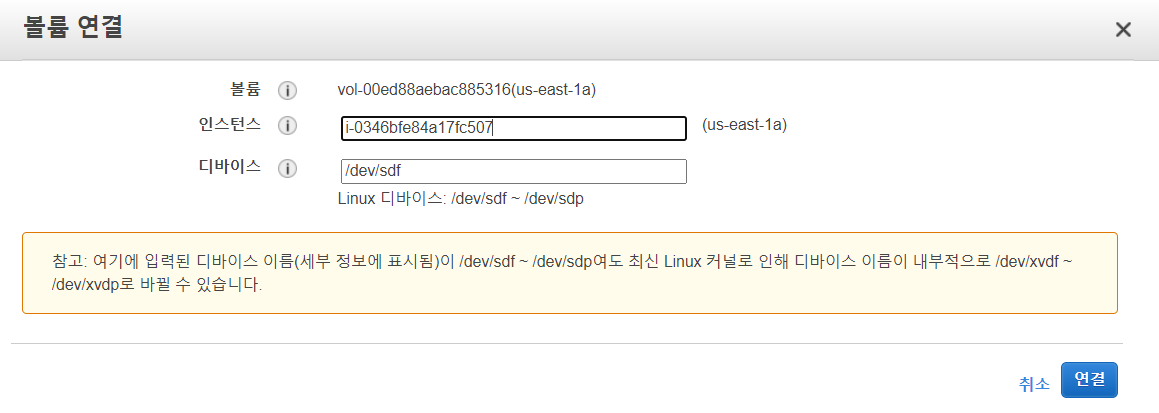 볼륨 연결
볼륨 vol-00ed88aebac885316(us-east-1a)
인스턴스 i-0346bfe84a17fc507 (us-east-1a)
디바이스 /dev/sdf
Linux 디바이스: /dev/sdf ~ /dev/sdp
참고: 여기에 입력된 디바이스 이름(세부 정보에 표시됨)이 /dev/sdf ~ /dev/sdp여도 최신 Linux 커널로 인해 디바이스 이름이 내부적으로 /dev/xvdf ~
/dev/xvdp로 바뀔 수 있습니다.
취소 연결